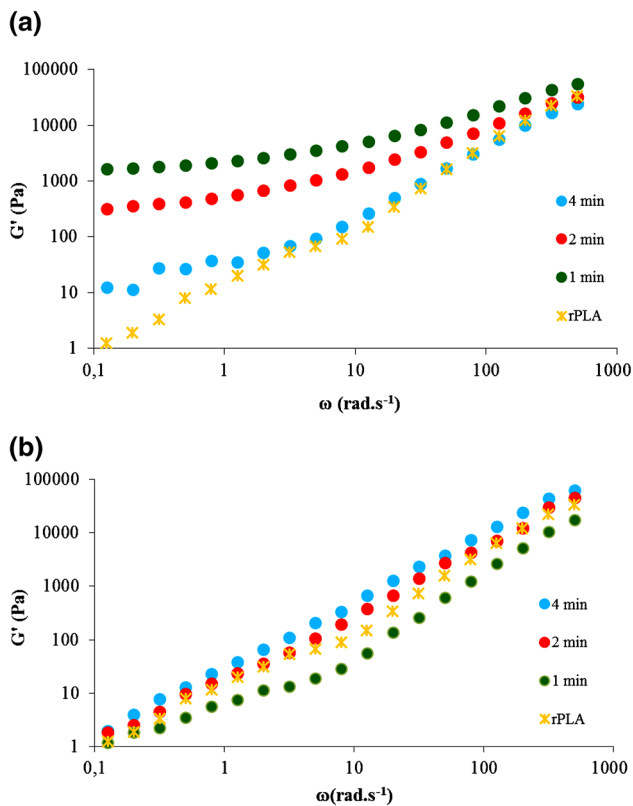 (a)
100000
10000
1000
100
10
1
G' (Pa)
0,1
1
10
100
1000
ω (rad.s-1)
4 min
2 min
1 min
rPLA
(b)
100000
10000
1000
100
10
1
G' (Pa)
0,1
1
10
100
1000
ω(rad.s-1)
4 min
2 min
1 min
rPLA